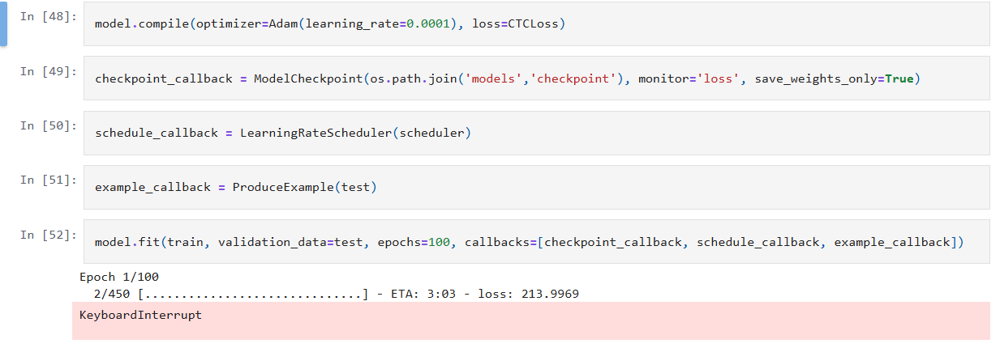 In [48]: model.compile(optimizer=Adam(learning_rate=0.0001), loss=CTCLoss)
In [49]: checkpoint_callback = ModelCheckpoint(os.path.join('models','checkpoint'), monitor='loss', save_weights_only=True)
In [50]: schedule_callback = LearningRateScheduler(scheduler)
In [51]: example_callback = ProduceExample(test)
In [52]: model.fit(train, validation_data=test, epochs=100, callbacks=[checkpoint_callback, schedule_callback, example_callback])
Epoch 1/100
2/450 [..............................] - ETA: 3:03 - loss: 213.9969
KeyboardInterrupt